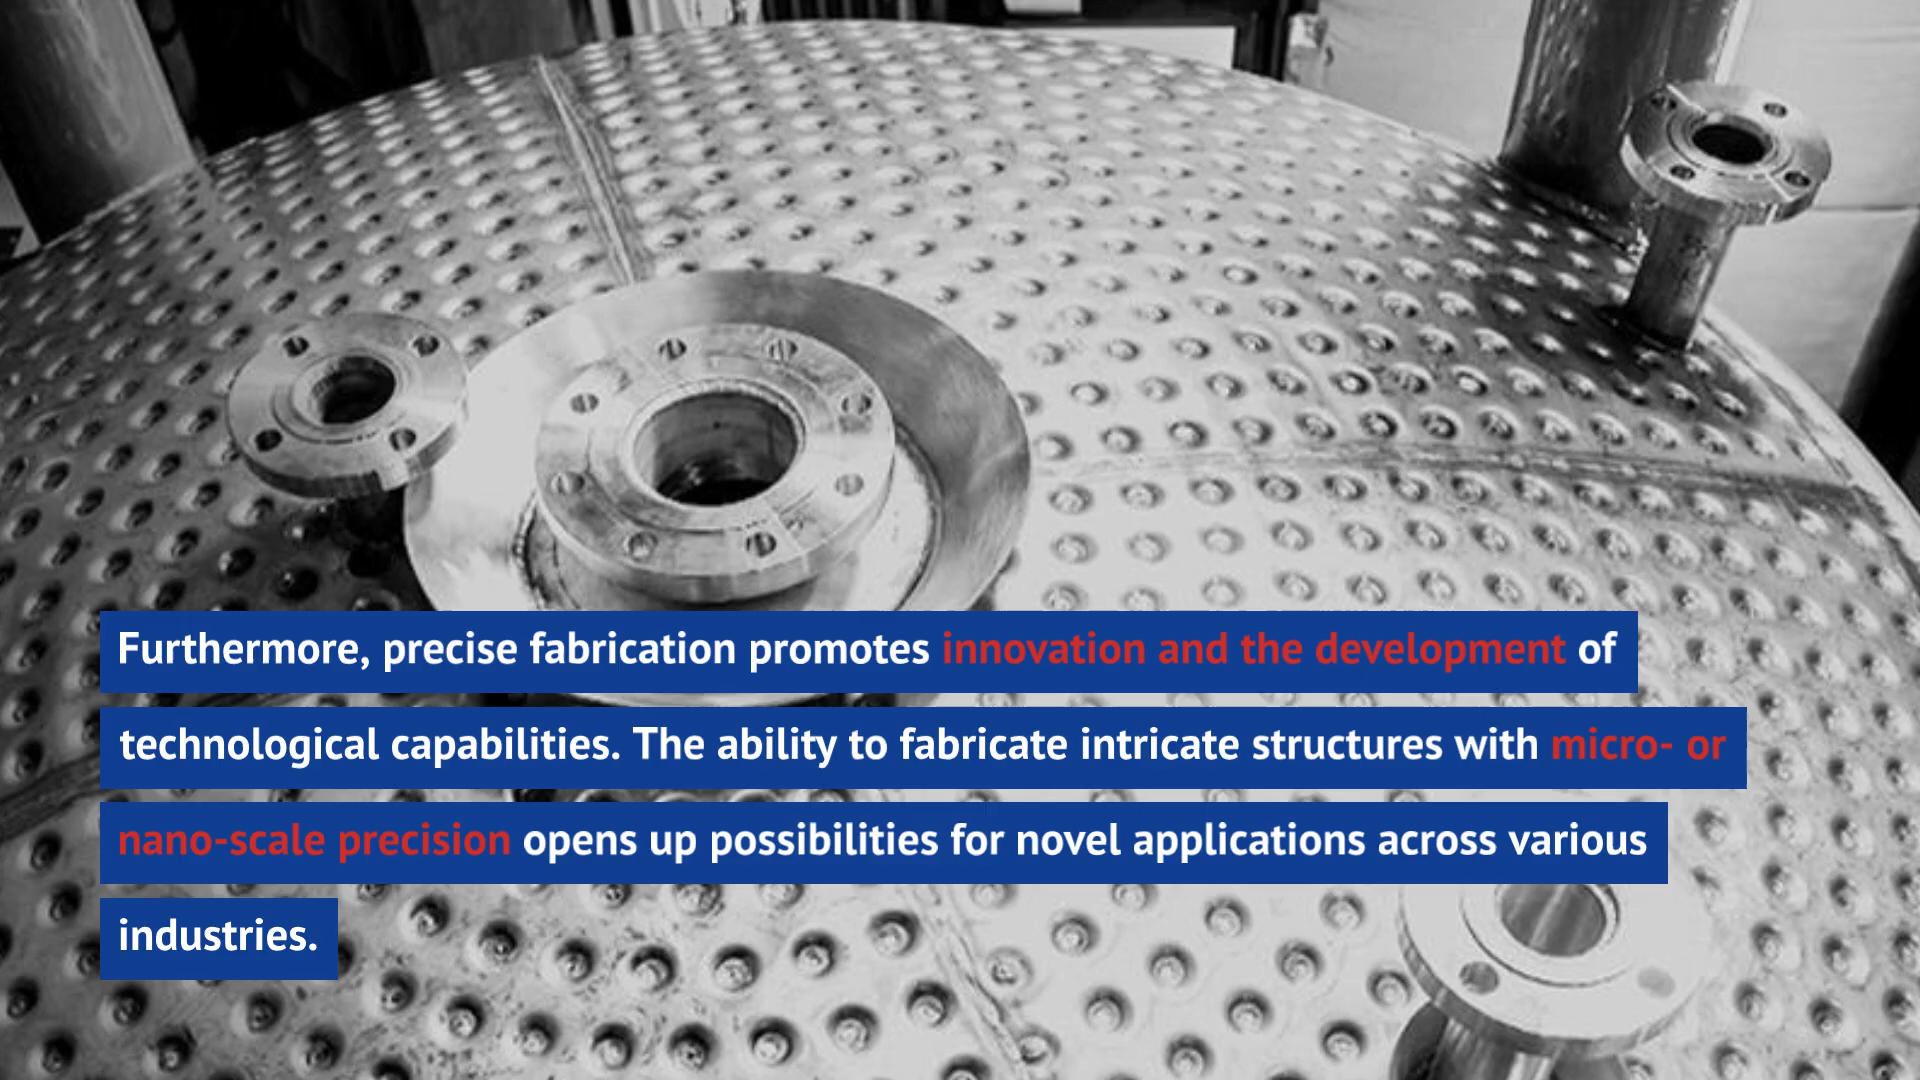 Furthermore, precise fabrication promotes innovation and the development of
technological capabilities. The ability to fabricate intricate structures with micro- or
nano-scale precision opens up possibilities for novel applications across various
industries.